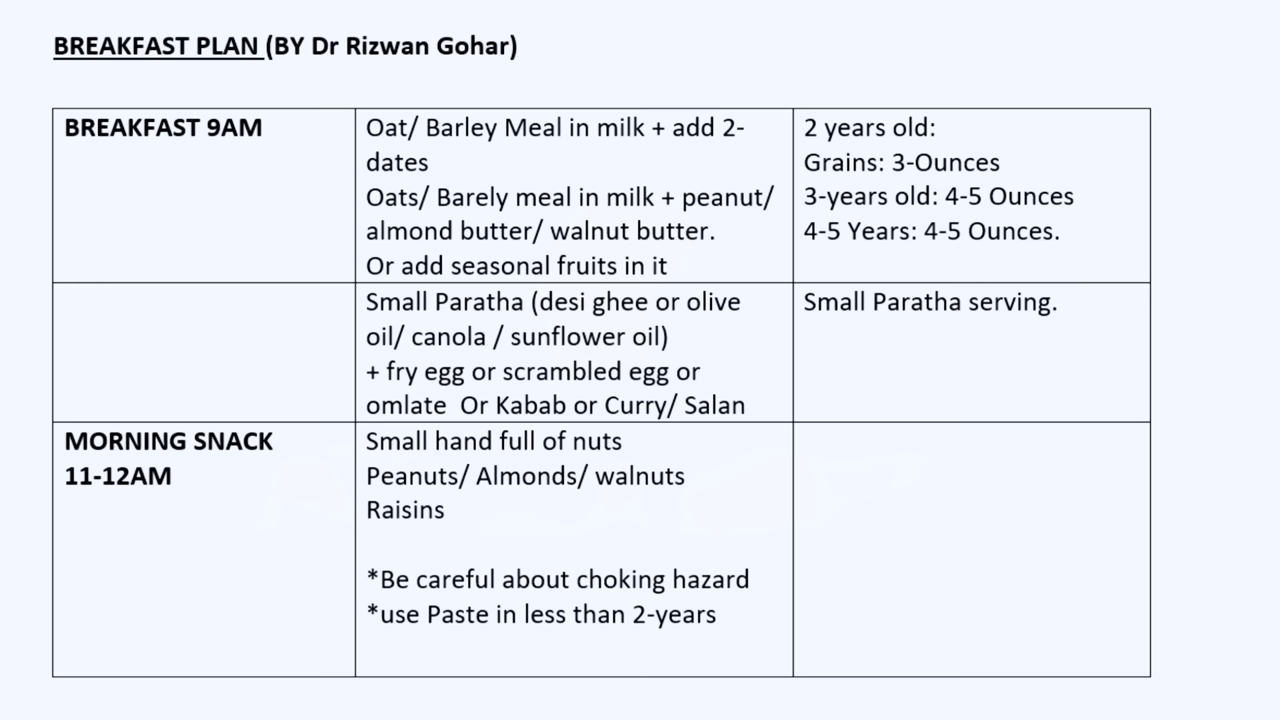 BREAKFAST PLAN (BY Dr Rizwan Gohar)
BREAKFAST 9AM
Oat/ Barley Meal in milk + add 2-
dates
Oats/ Barely meal in milk + peanut/
almond butter/ walnut butter.
Or add seasonal fruits in it
2 years old:
Grains: 3-Ounces
3-years old: 4-5 Ounces
4-5 Years: 4-5 Ounces.
Small Paratha (desi ghee or olive
oil/ canola / sunflower oil)
+ fry egg or scrambled egg or
omlate  Or Kabab or Curry/ Salan
Small Paratha serving.
MORNING SNACK
11-12AM
Small hand full of nuts
Peanuts/ Almonds/ walnuts
Raisins
*Be careful about choking hazard
*use Paste in less than 2-years